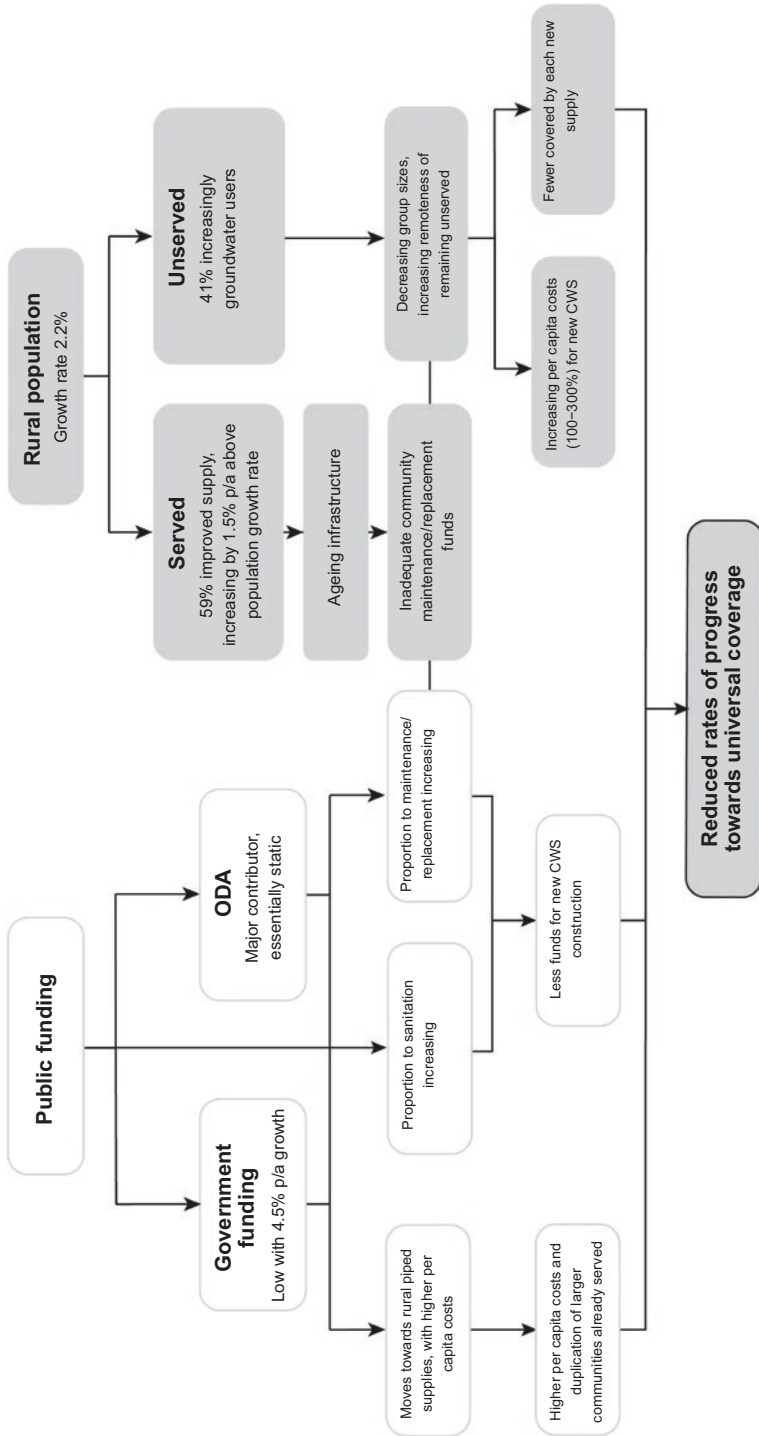 Public funding
Government
funding
Low with 4.5% p/a growth
ODA
Major contributor,
essentially static
Moves towards rural piped
supplies, with higher per
capita costs
Proportion to sanitation
increasing
Proportion to maintenance/
replacement increasing
Higher per capita costs and
duplication of larger
communities already served
Less funds for new CWS
construction
Rural population
Growth rate 2.2%
Served
59% improved supply,
increasing by 1.5% p/a above
population growth rate
Unserved
41% increasingly
groundwater users
Ageing infrastructure
Inadequate community
maintenance/replacement
funds
Decreasing group sizes,
increasing remoteness of
remaining unserved
Increasing per capita costs
(100−300%) for new CWS
Fewer covered by each new
supply
Reduced rates of progress
towards universal coverage